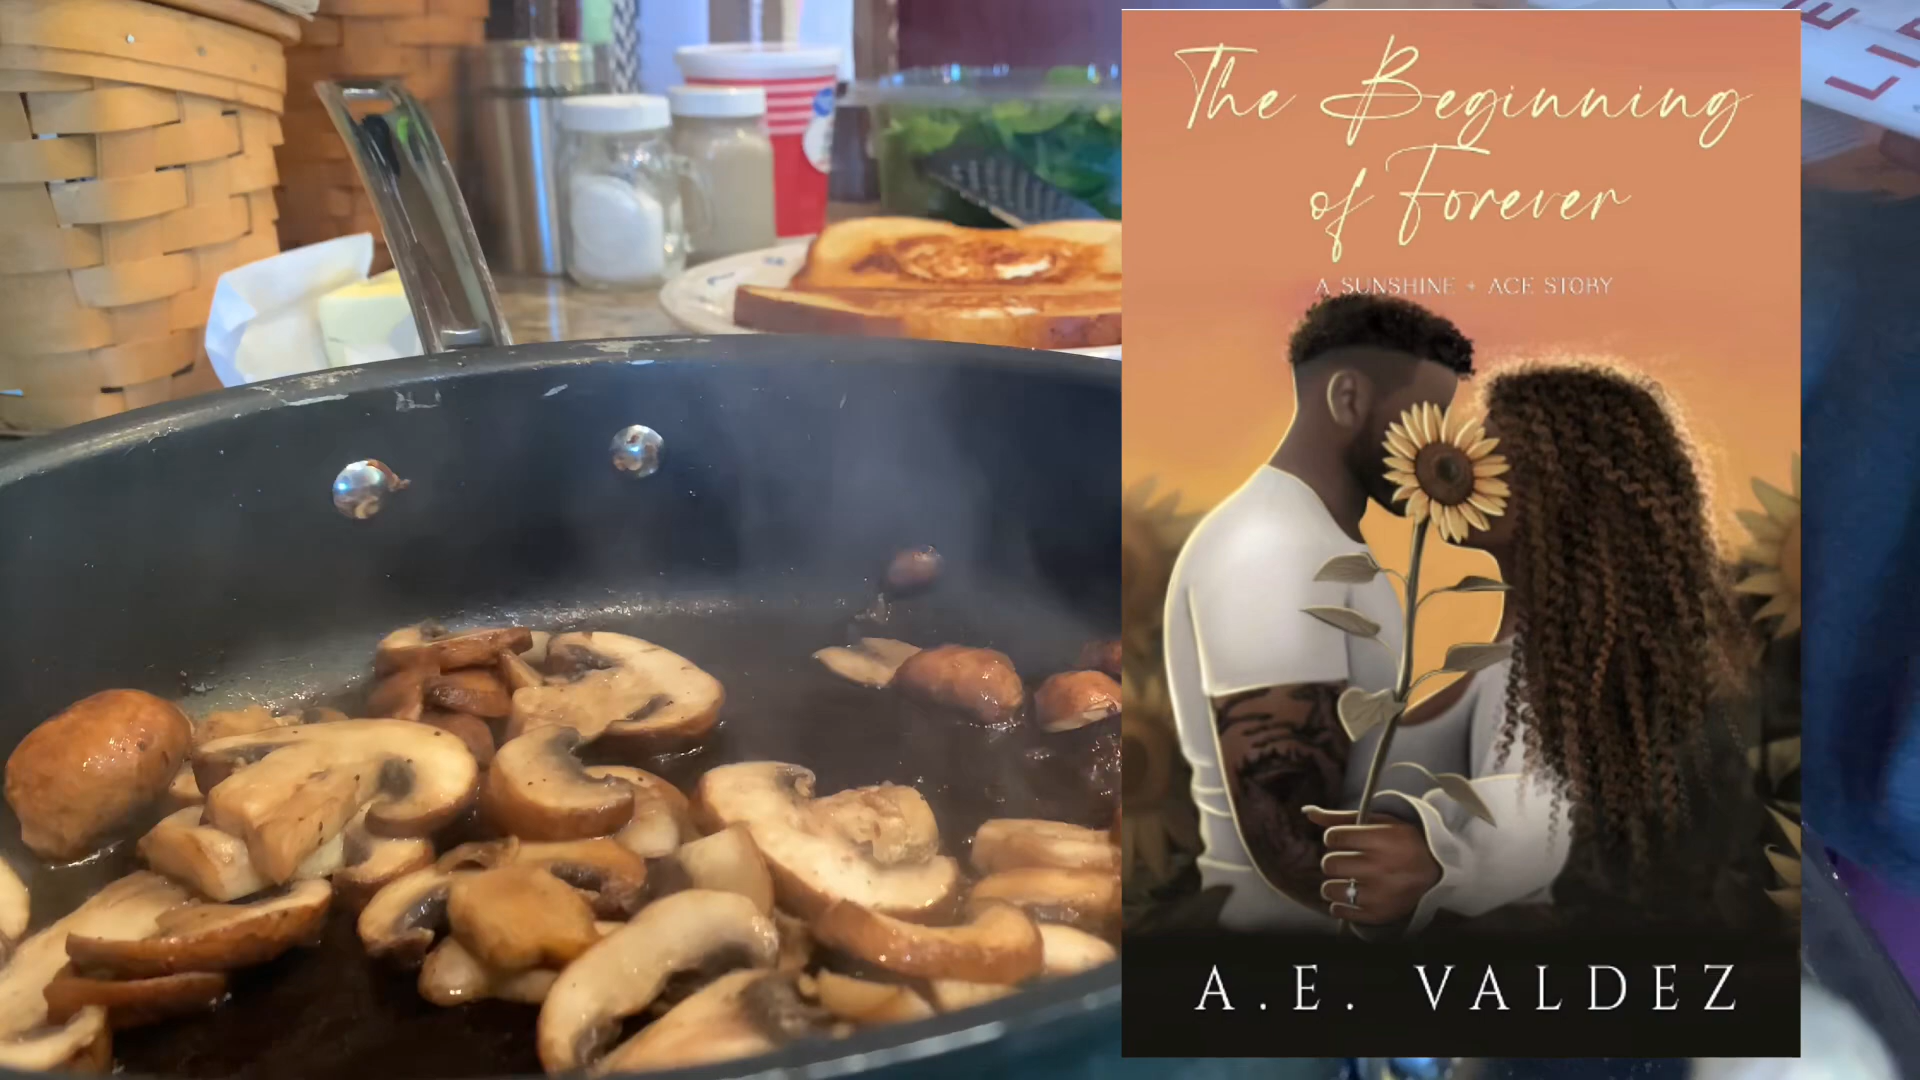 The Beginning
of Forever
A SUNSHINE + ACE STORY
A.E. VALDEZ